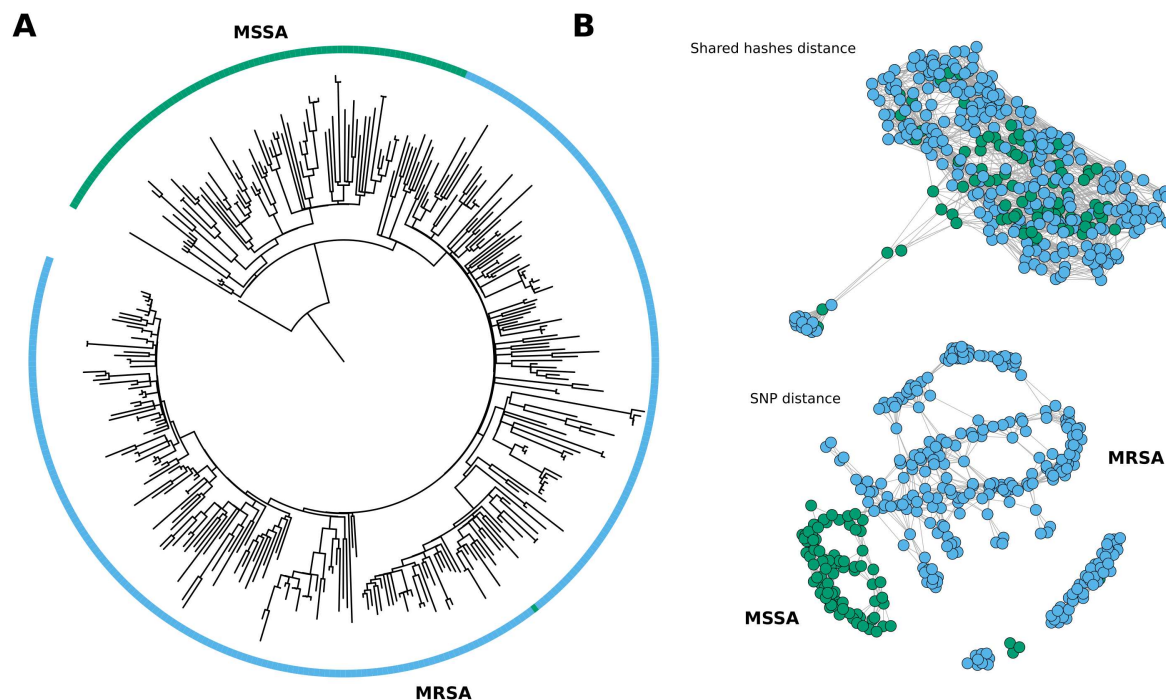 A
MSSA
MRSA
B
Shared hashes distance
SNP distance
MRSA
MSSA